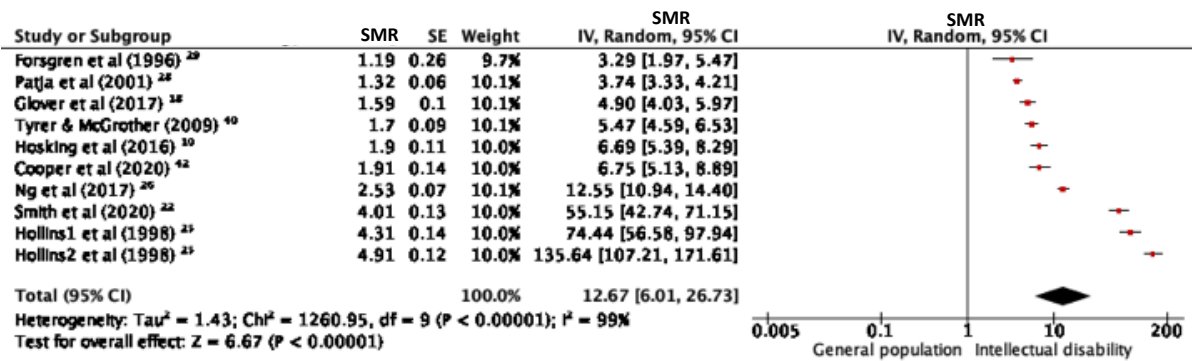 SMR SMR
Study or Subgroup SMR SE Weight IV, Random, 95% CI IV, Random, 95% CI
Forsgren et al (1996) 29 1.19 0.26 9.7% 3.29 [1.97, 5.47]
Patja et al (2001) 28 1.32 0.06 10.1% 3.74 [3.33, 4.21]
Glover et al (2017) 18 1.59 0.1 10.1% 4.90 [4.03, 5.97]
Tyrer & McGrother (2009) 40 1.7 0.09 10.1% 5.47 [4.59, 6.53]
Hosking et al (2016) 1.9 0.11 10.0% 6.69 [5.39, 8.29]
Cooper et al (2020) 42 1.91 0.14 10.0% 6.75 [5.13, 8.89]
Ng et al (2017) 26 2.53 0.07 10.1% 12.55 [10.94, 14.40]
Smith et al (2020) 22 4.01 0.13 10.0% 55.15 [42.74, 71.15]
Hollins1 et al (1998) 4.31 0.14 10.0% 74.44 [56.58, 97.94]
Hollins2 et al (1998) 4.91 0.12 10.0% 135.64 [107.21, 171.61]
Total (95% CI) 100.0% 12.67 [6.01, 26.73]
Heterogeneity: Tau² = 1.43; Chi² = 1260.95, df = 9 (P < 0.00001); I² = 99%
Test for overall effect: Z = 6.67 (P < 0.00001)
0.005 0.1 1 10 200
General population Intellectual disability